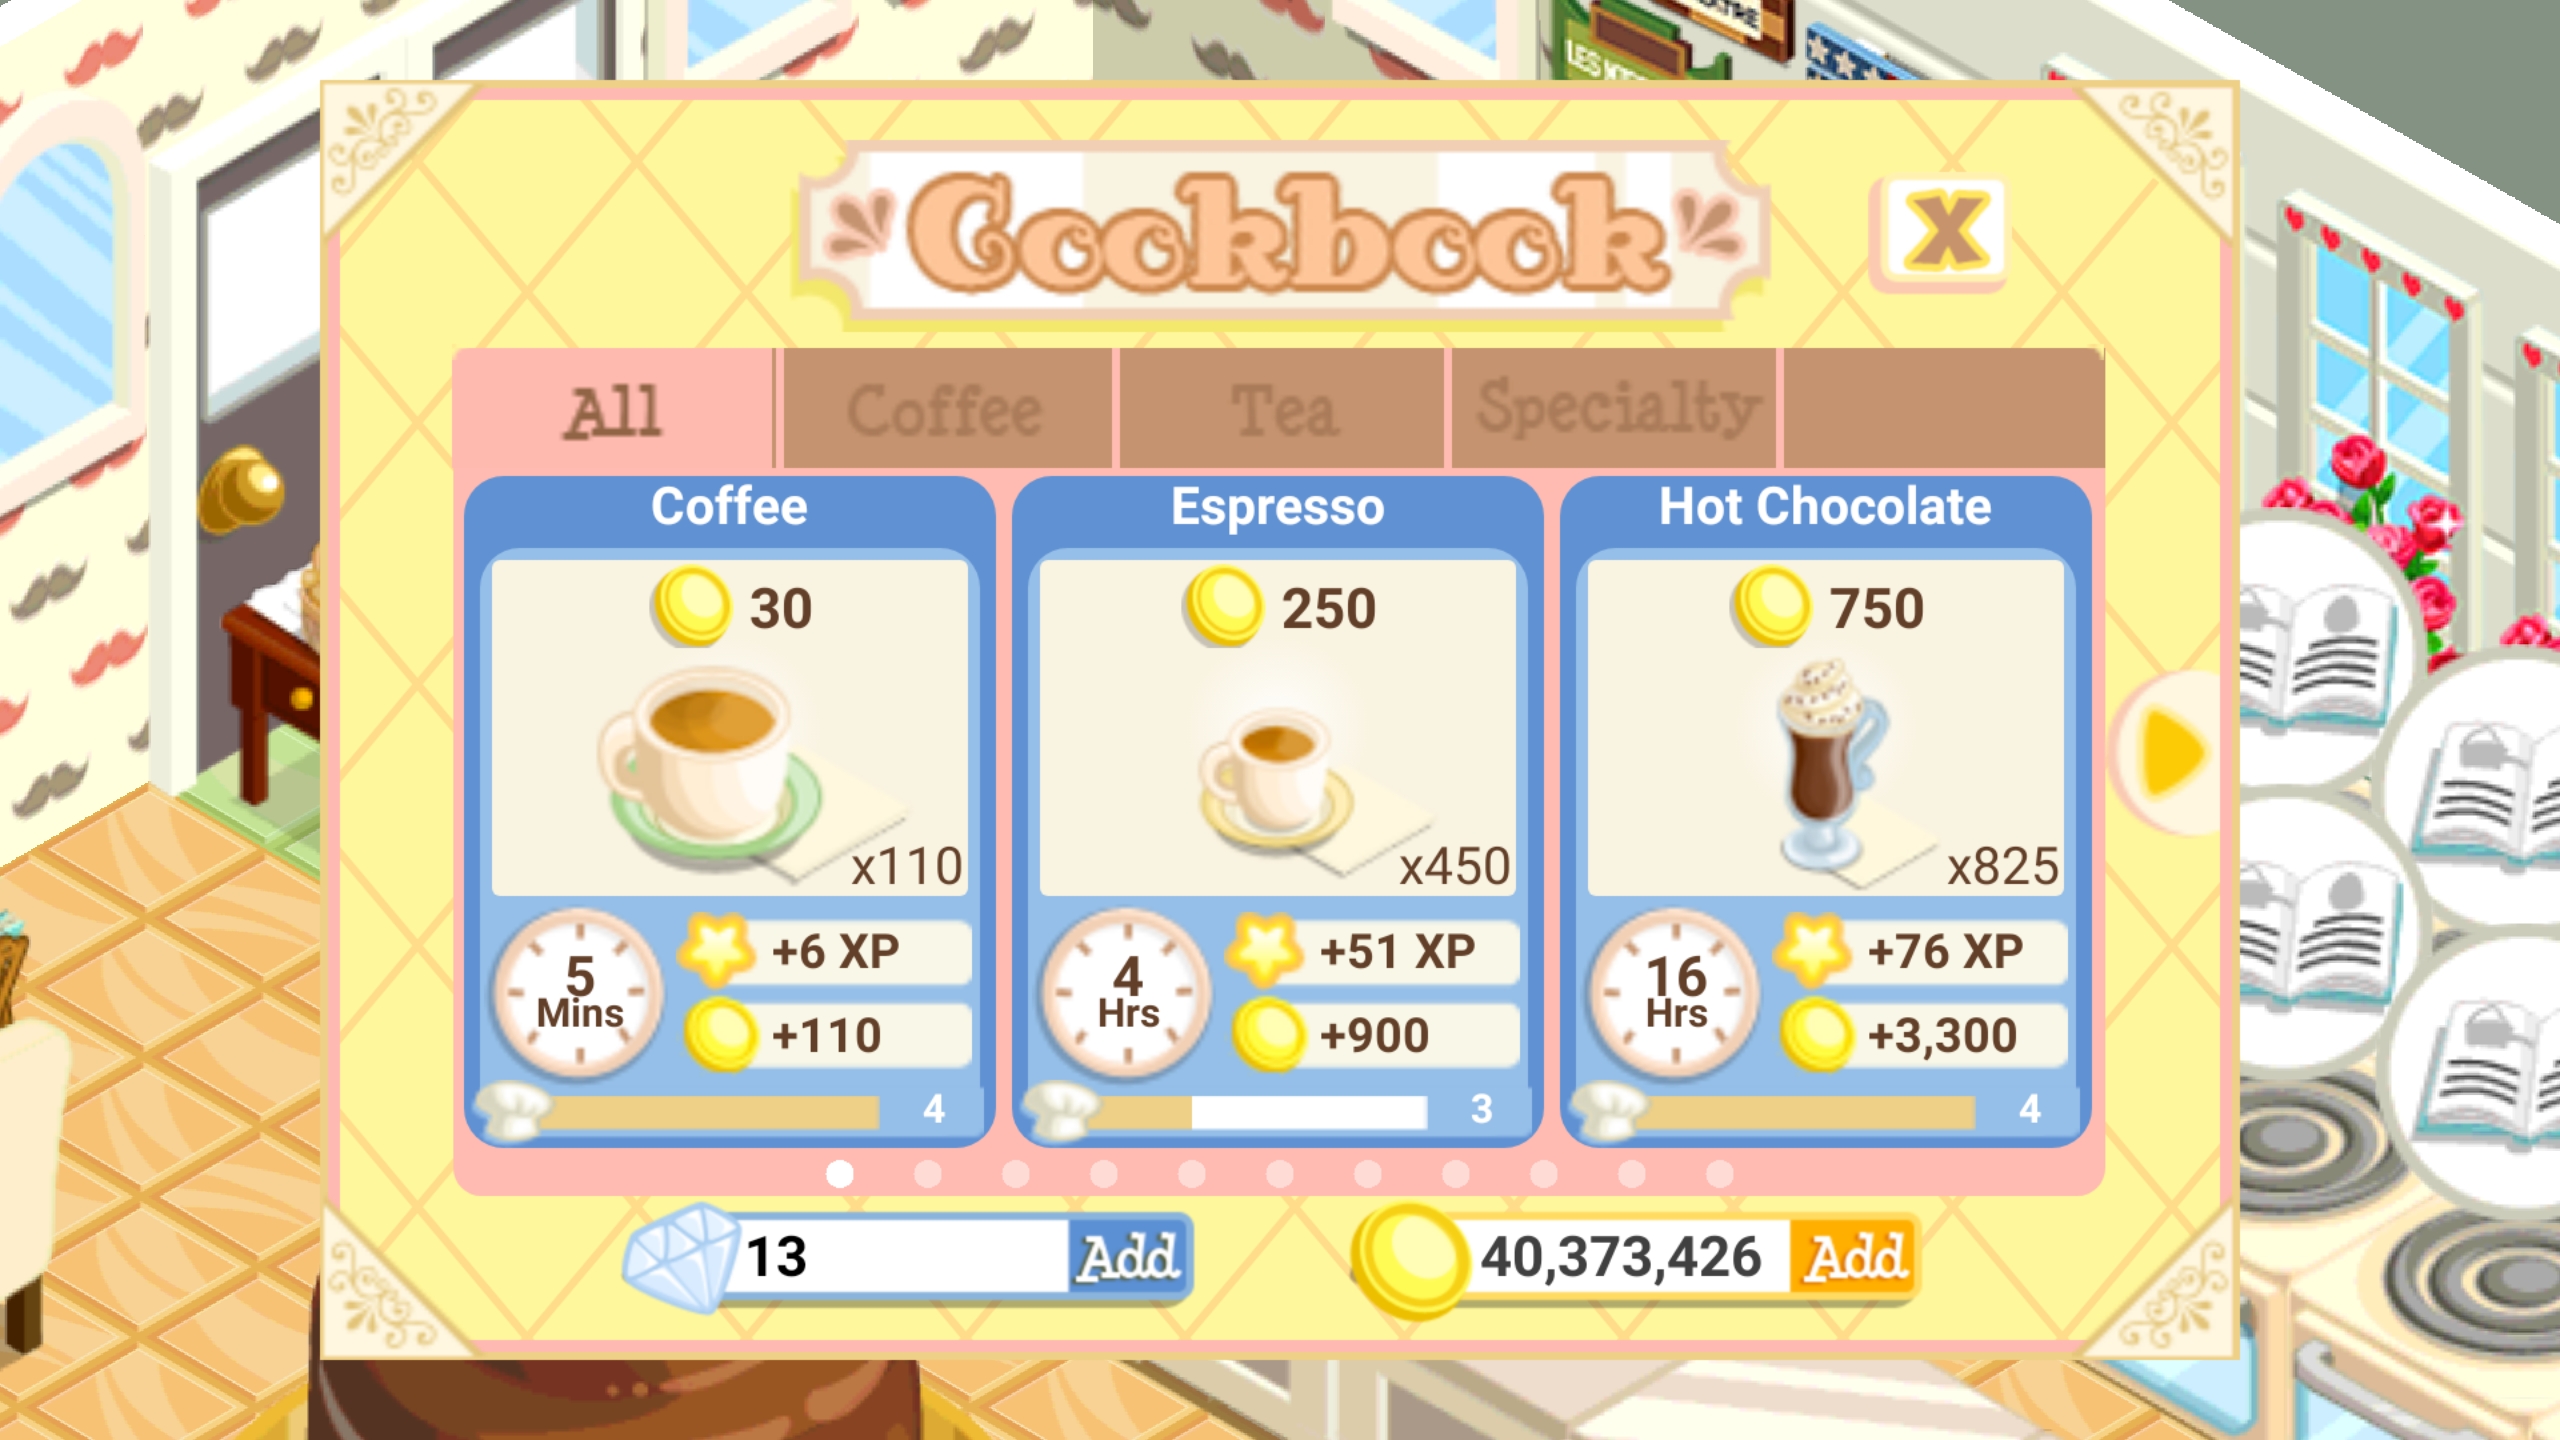 LES
Cookbook
X
All
Coffee
Tea
Specialty
Coffee
30
x110
5
Mins
+6 XP
+110
4
Espresso
250
x450
4
Hrs
+51 XP
+900
3
Hot Chocolate
750
x825
16
Hrs
+76 XP
+3,300
4
13
Add
40,373,426
Add